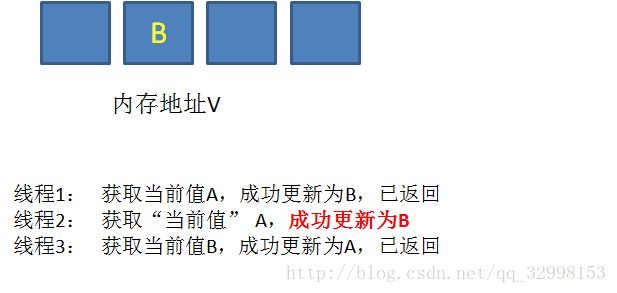 B
内存地址V
线程1： 获取当前值A，成功更新为B，已返回
线程2： 获取“当前值” A，成功更新为B
线程3： 获取当前值B，成功更新为A，已返回
http://blog.csdn.net/qq_32998153